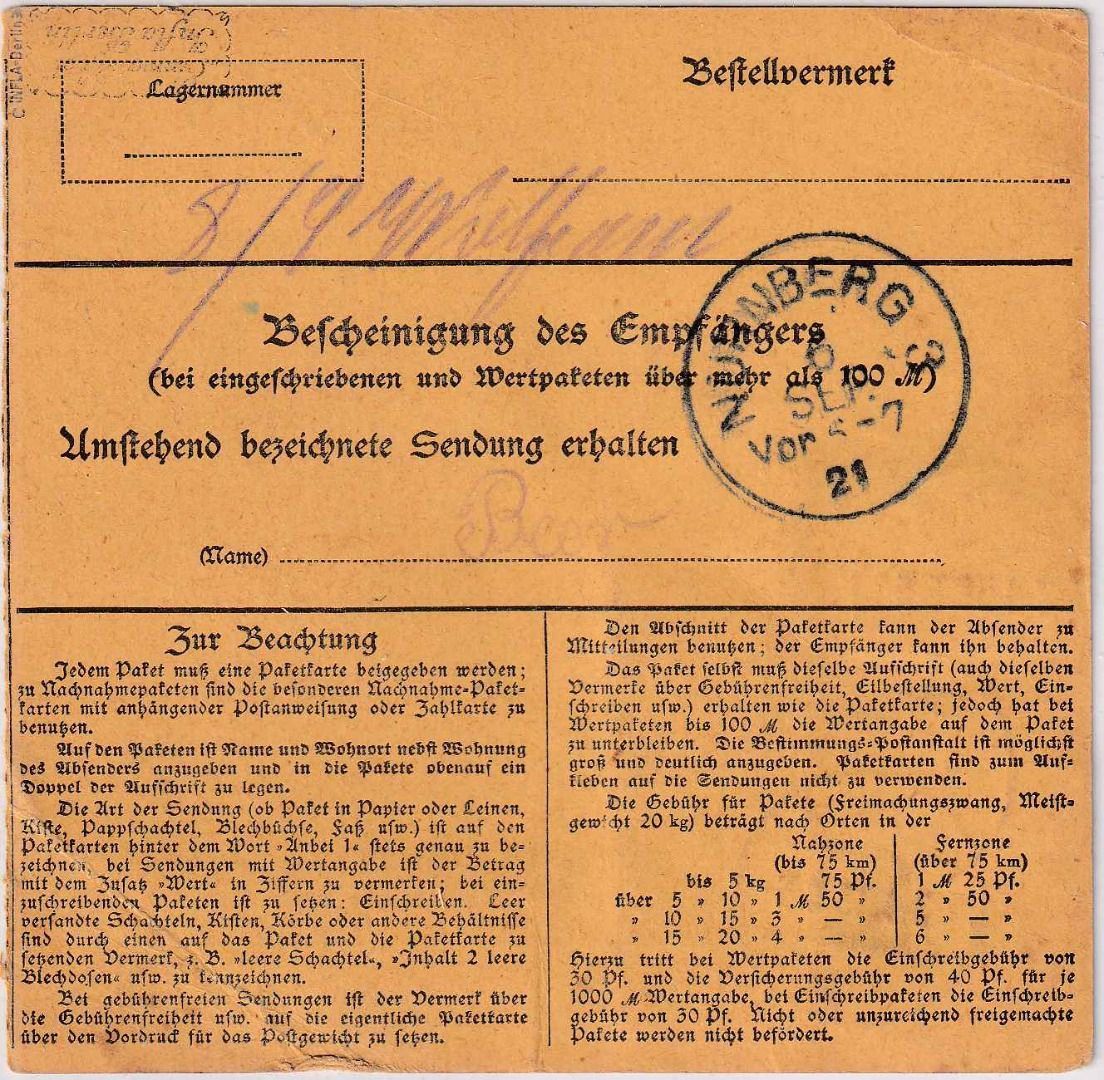 © INFLA-Berlin
Lagernummer
Bestellvermerk
8/9
Bescheinigung des Empfängers
(bei eingeschriebenen und Wertpaketen über mehr als 100 ℳ)
Umstehend bezeichnete Sendung erhalten
NÜRNBERG 3
SEP.
Vor 6-7
21
(Name)
Zur Beachtung
Jedem Paket muß eine Paketkarte beigegeben werden;
zu Nachnahmepaketen sind die besonderen Nachnahme-Paket-
karten mit anhängender Postanweisung oder Zahlkarte zu
benutzen.
Auf den Paketen ist Name und Wohnort nebst Wohnung
des Absenders anzugeben und in die Pakete obenauf ein
Doppel der Aufschrift zu legen.
Die Art der Sendung (ob Paket in Papier oder Leinen,
Kiste, Pappschachtel, Blechbüchse, Faß usw.) ist auf den
Paketkarten hinter dem Wort »Anbei 1« stets genau zu be-
zeichnen, bei Sendungen mit Wertangabe ist der Betrag
mit dem Zusatz »Wert« in Ziffern zu vermerken; bei ein-
zuschreibenden Paketen ist zu setzen: Einschreiben. Leer
versandte Schachteln, Kisten, Körbe oder andere Behältnisse
sind durch einen auf das Paket und die Paketkarte zu
setzenden Vermerk, z. B. »leere Schachtel«, »Inhalt 2 leere
Blechdosen« usw. zu kennzeichnen.
Bei gebührenfreien Sendungen ist der Vermerk über
die Gebührenfreiheit usw. auf die eigentliche Paketkarte
über den Vordruck für das Postgewicht zu setzen.
Den Abschnitt der Paketkarte kann der Absender zu
Mitteilungen benutzen; der Empfänger kann ihn behalten.
Das Paket selbst muß dieselbe Aufschrift (auch dieselben
Vermerke über Gebührenfreiheit, Eilbestellung, Wert, Ein-
schreiben usw.) erhalten wie die Paketkarte; jedoch hat bei
Wertpaketen bis 100 ℳ die Wertangabe auf dem Paket
zu unterbleiben. Die Bestimmungs-Postanstalt ist möglichst
groß und deutlich anzugeben. Paketkarten sind zum Auf-
kleben auf die Sendungen nicht zu verwenden.
Die Gebühr für Pakete (Freimachungszwang, Meist-
gewicht 20 kg) beträgt nach Orten in der
Nahzone Fernzone
(bis 75 km) (über 75 km)
bis 5 kg 75 Pf. 1 ℳ 25 Pf.
über 5 » 10 » 1 ℳ 50 » 2 » 50 »
» 10 » 15 » 3 » — » 5 » — »
» 15 » 20 » 4 » — » 6 » — »
Hierzu tritt bei Wertpaketen die Einschreibgebühr von
30 Pf. und die Versicherungsgebühr von 40 Pf. für je
1000 ℳ Wertangabe, bei Einschreibpaketen die Einschreib-
gebühr von 30 Pf. Nicht oder unzureichend freigemachte
Pakete werden nicht befördert.